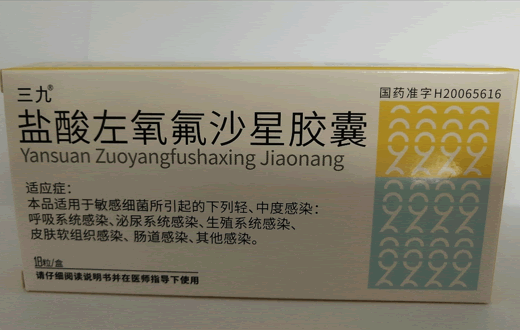 三九®
国药准字H20065616
盐酸左氧氟沙星胶囊
Yansuan Zuoyangfushaxing Jiaonang
适应症：
本品适用于敏感细菌所引起的下列轻、中度感染：
呼吸系统感染、泌尿系统感染、生殖系统感染、
皮肤软组织感染、肠道感染、其他感染。
粒/盒
请仔细阅读说明书并在医师指导下使用